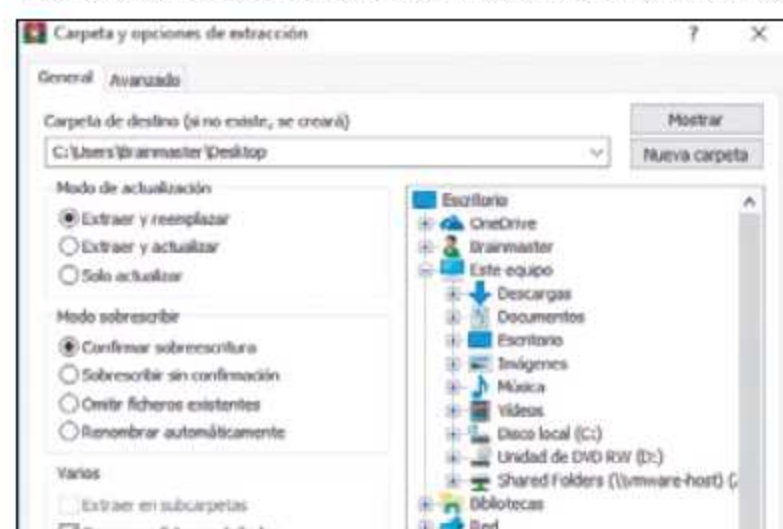 Carpeta y opciones de extracción
General Avanzado
Carpeta de destino (si no existe, se creará)
Mostrar
C:\Users\Brainmaster\Desktop
Nueva carpeta
Modo de actualización
Extraer y reemplazar
Extraer y actualizar
Solo actualizar
Modo sobrescribir
Confirmar sobreescritura
Sobrescribir sin confirmación
Omitir ficheros existentes
Renombrar automáticamente
Varios
Extraer en subcarpetas
Escritorio
OneDrive
Brainmaster
Este equipo
Descargas
Documentos
Escritorio
Imágenes
Música
Vídeos
Disco local (C:)
Unidad de DVD RW (D:)
Shared Folders (\\vmware-host) (
Bibliotecas
Red